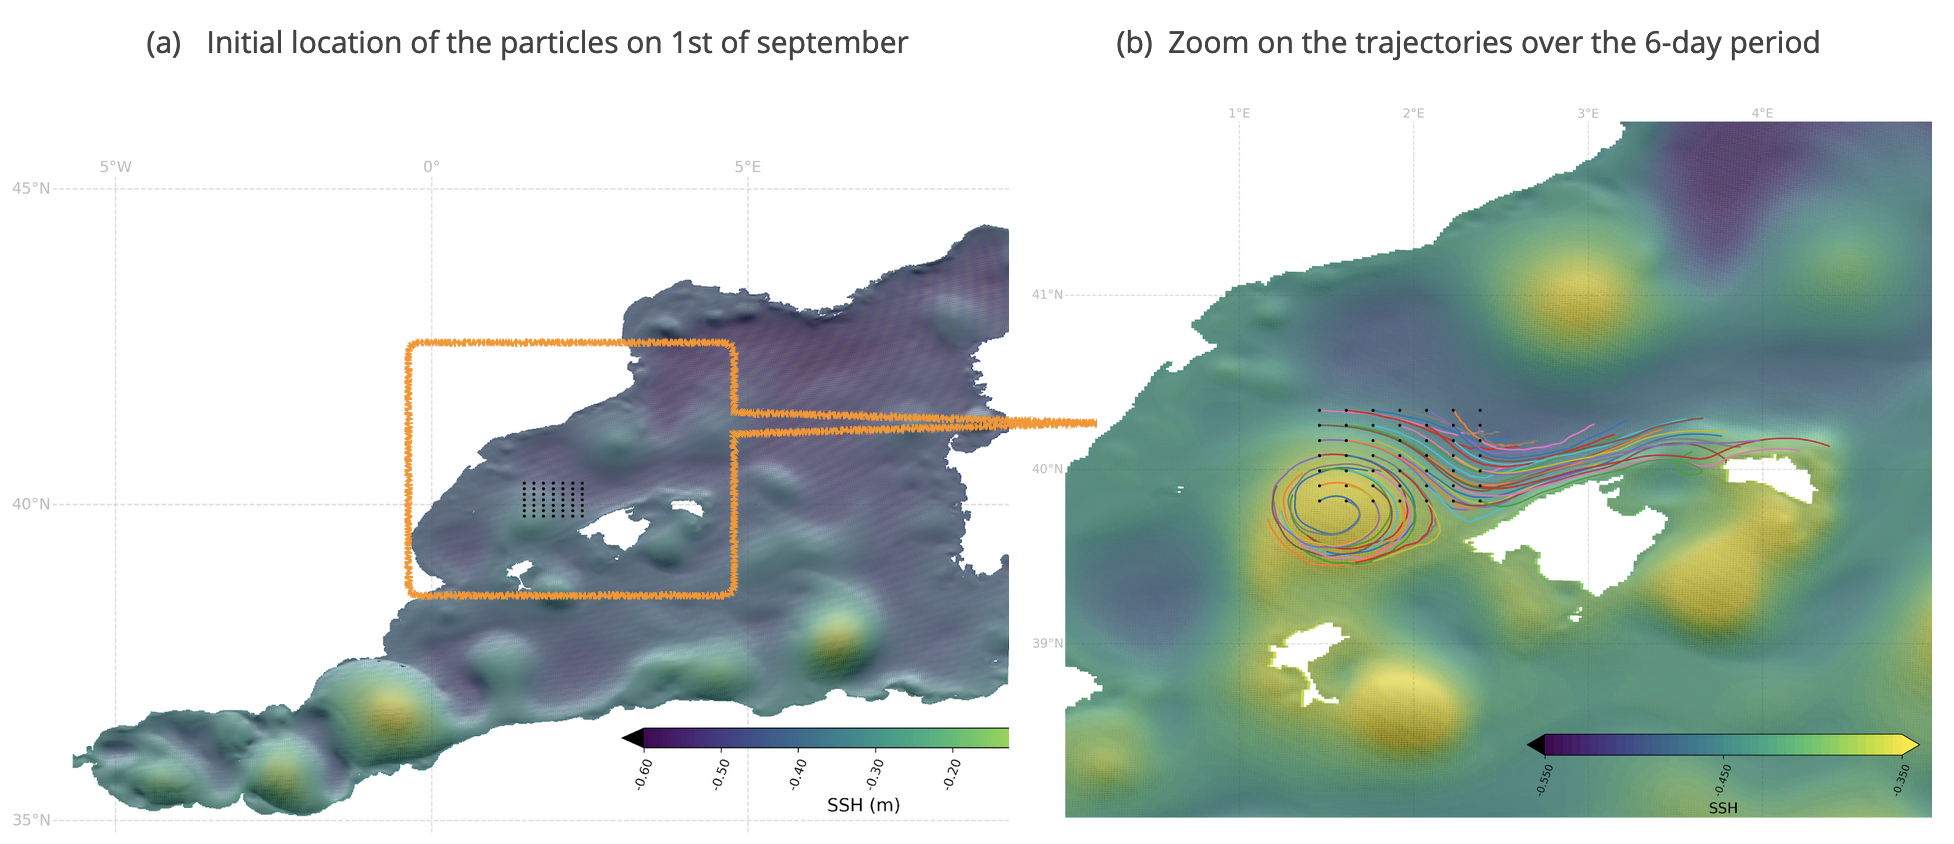 (a) Initial location of the particles on 1st of september
(b) Zoom on the trajectories over the 6-day period
5°W 0° 5°E
45°N
40°N
35°N
-0.60 -0.50 -0.40 -0.30 -0.20
SSH (m)
1°E 2°E 3°E 4°E
41°N
40°N
39°N
-0.550 -0.450 -0.350
SSH